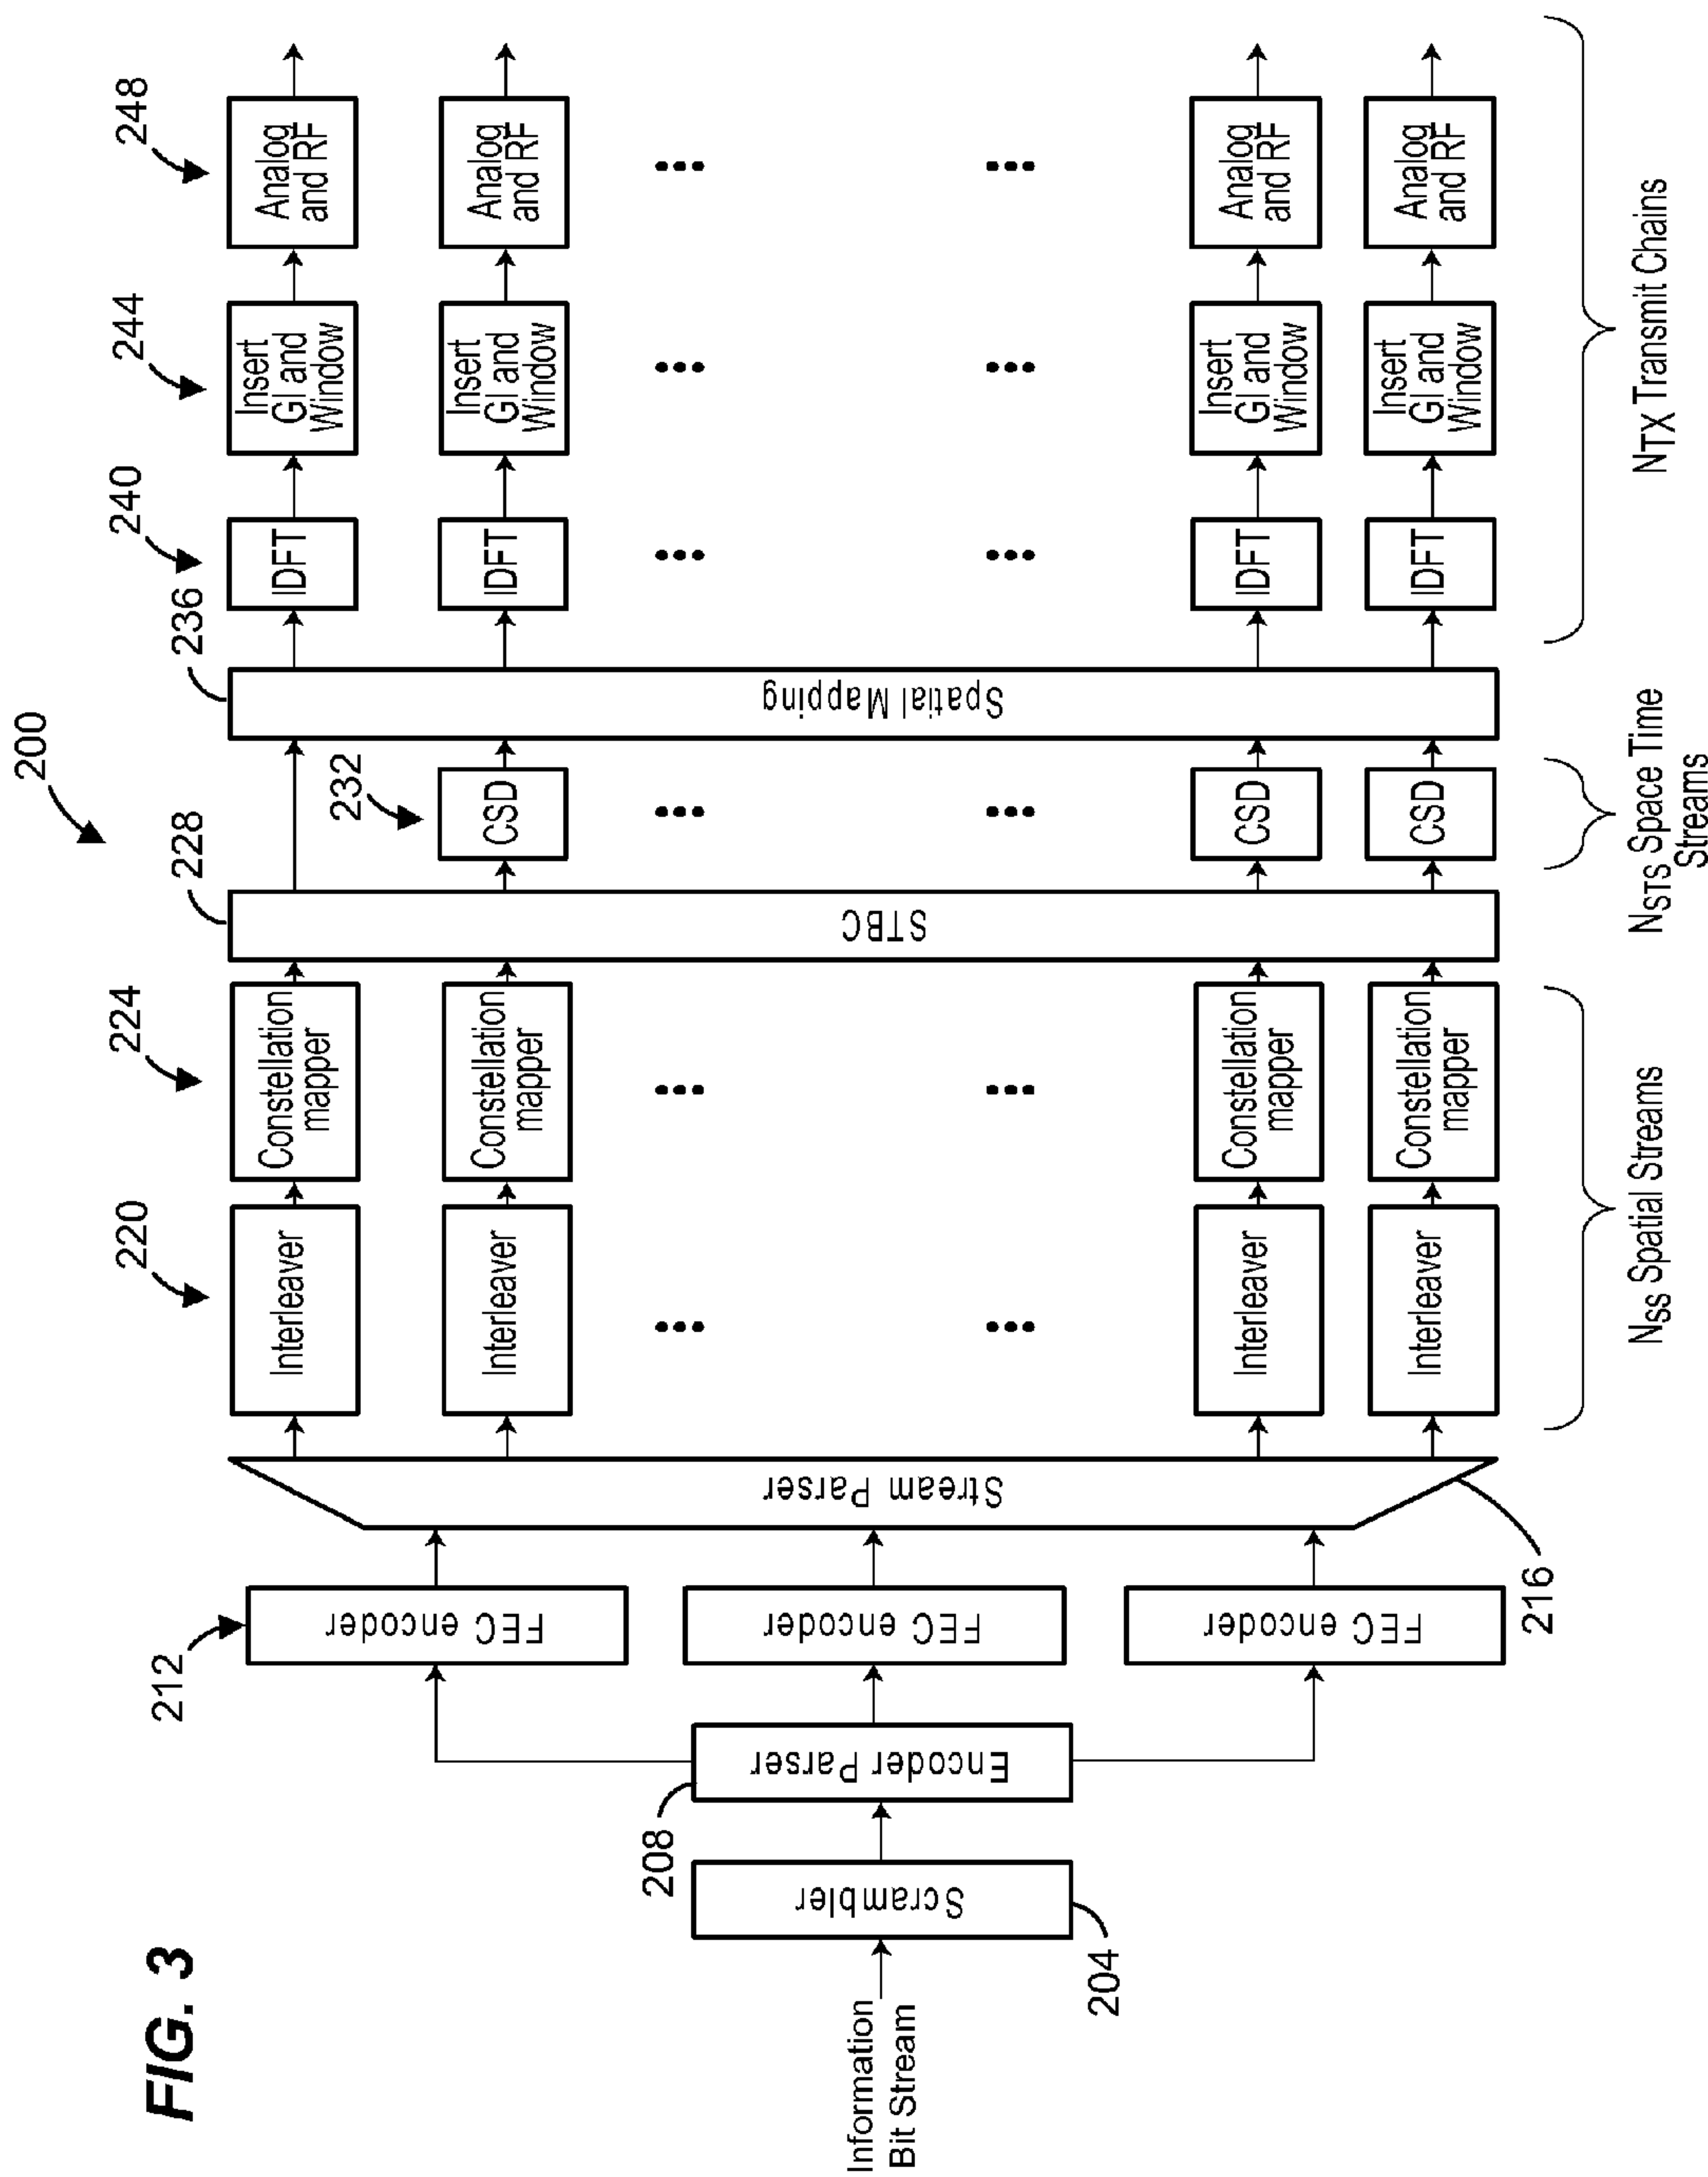 FIG. 3
200
Information
Bit Stream
Scrambler
204
Encoder Parser
208
212
FEC encoder
FEC encoder
FEC encoder
Stream Parser
216
220
Interleaver
Interleaver
Interleaver
Interleaver
224
Constellation
mapper
Constellation
mapper
Constellation
mapper
Constellation
mapper
NSS Spatial Streams
228
STBC
232
CSD
CSD
CSD
NSTS Space Time
Streams
236
Spatial Mapping
240
IDFT
IDFT
IDFT
IDFT
244
Insert
GI and
Window
Insert
GI and
Window
Insert
GI and
Window
Insert
GI and
Window
248
Analog
and RF
Analog
and RF
Analog
and RF
Analog
and RF
NTX Transmit Chains